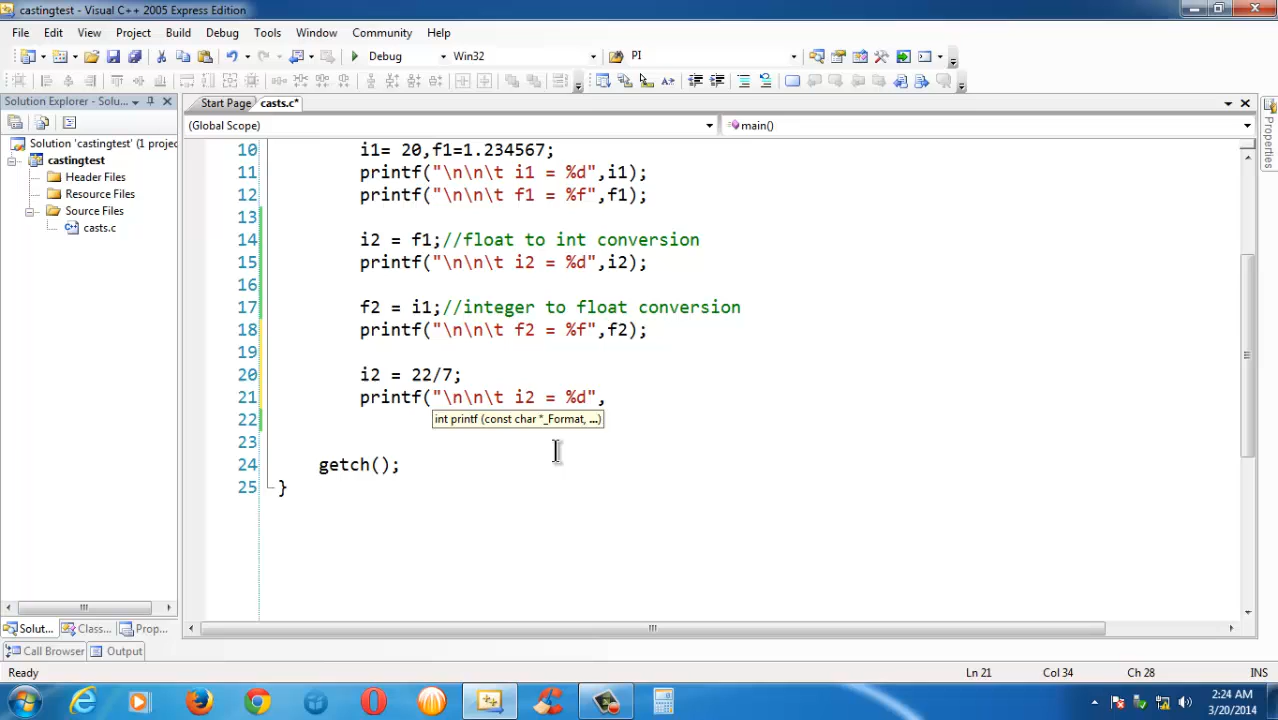 castingtest - Visual C++ 2005 Express Edition
File Edit View Project Build Debug Tools Window Community Help
Debug Win32 PI
Solution Explorer - Solu...
Start Page casts.c*
(Global Scope) main()
Solution 'castingtest' (1 projec
castingtest
Header Files
Resource Files
Source Files
casts.c
10 i1= 20,f1=1.234567;
11 printf("\n\n\t i1 = %d",i1);
12 printf("\n\n\t f1 = %f",f1);
13
14 i2 = f1;//float to int conversion
15 printf("\n\n\t i2 = %d",i2);
16
17 f2 = i1;//integer to float conversion
18 printf("\n\n\t f2 = %f",f2);
19
20 i2 = 22/7;
21 printf("\n\n\t i2 = %d",
int printf (const char *_Format, ...)
22
23
24 getch();
25 }
Properties
Solut... Class... Prop...
Call Browser Output
Ready Ln 21 Col 34 Ch 28 INS
2:24 AM
3/20/2014